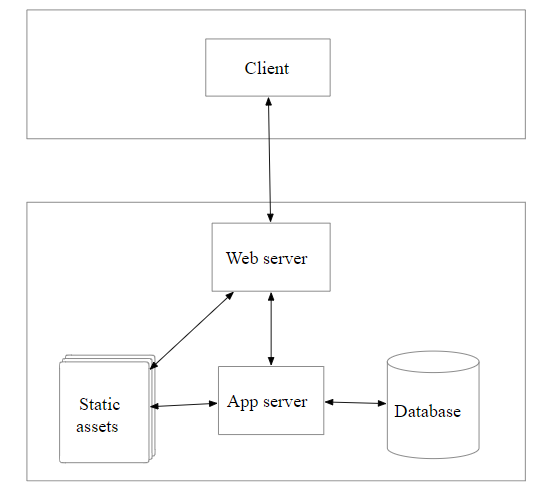 Client
Web server
Static
assets
App server
Database